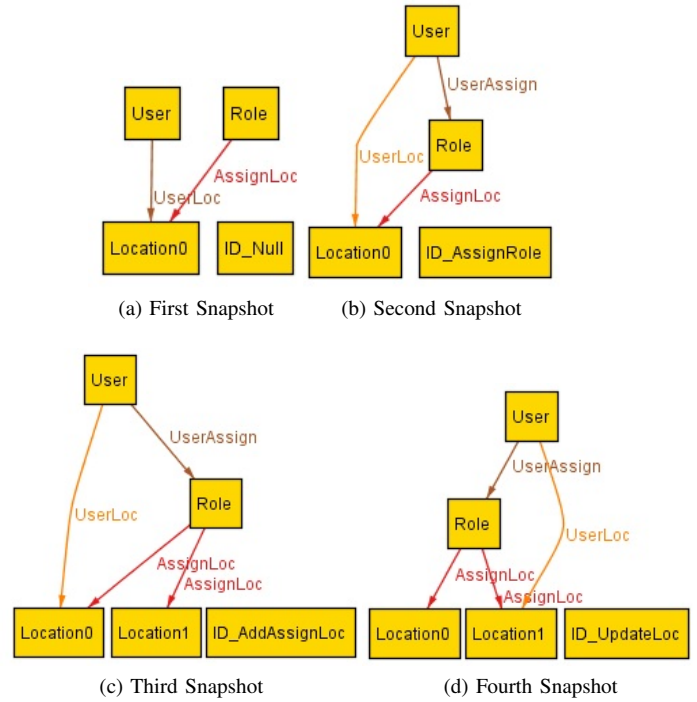 User
Role
UserLoc
AssignLoc
Location0
ID_Null
(a) First Snapshot
User
UserAssign
Role
UserLoc
AssignLoc
Location0
ID_AssignRole
(b) Second Snapshot
User
UserAssign
Role
UserLoc
AssignLoc
AssignLoc
Location0
Location1
ID_AddAssignLoc
(c) Third Snapshot
User
UserAssign
Role
UserLoc
AssignLoc
AssignLoc
Location0
Location1
ID_UpdateLoc
(d) Fourth Snapshot